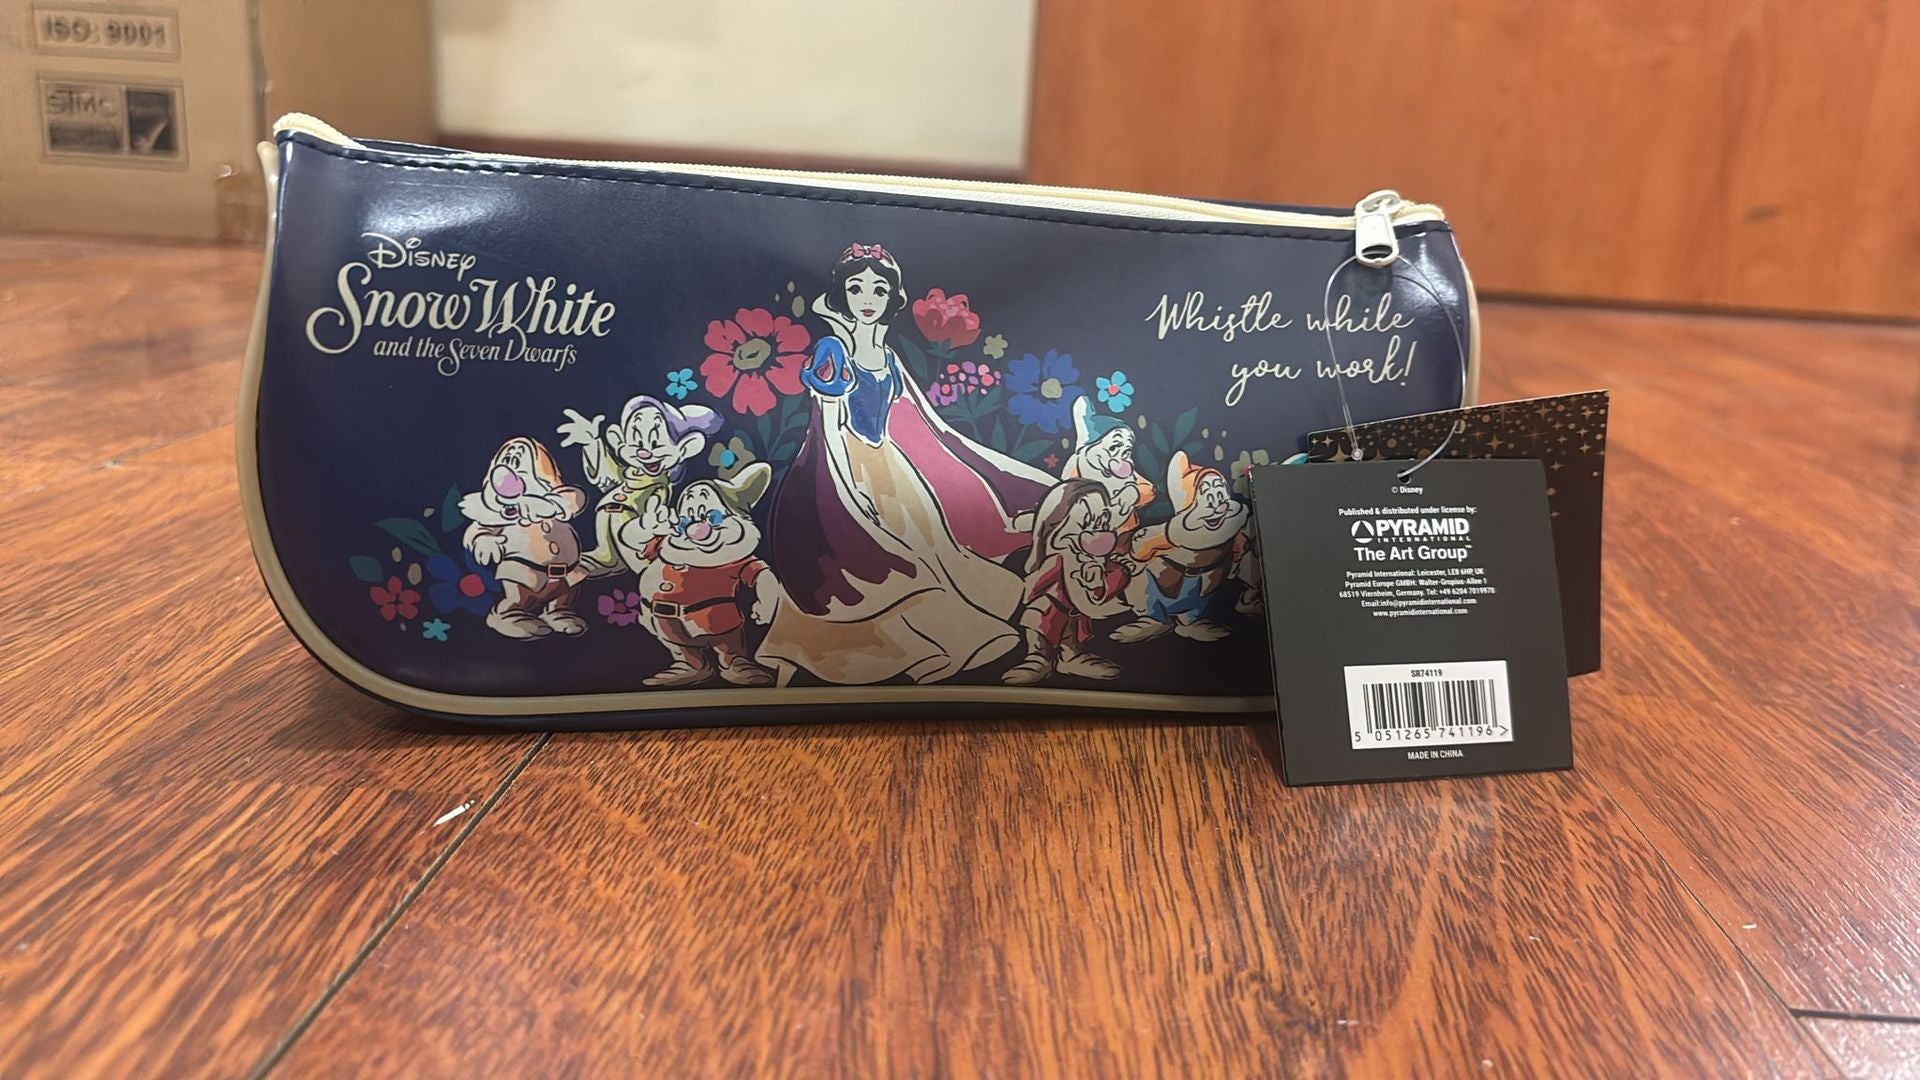 ISO: 9001
Disney
Snow White
and the Seven Dwarfs
Whistle while
you work!
© Disney
Published & distributed under license by:
PYRAMID
INTERNATIONAL
The Art Group™
Pyramid International: Leicester, LE8 6HP, UK
Pyramid Europe GMBH: Walter-Gropius-Allee 1
68519 Viernheim, Germany. Tel: +49 6204 7019970
Email:info@pyramidinternational.com
www.pyramidinternational.com
SR74119
5 051265 741196 >
MADE IN CHINA